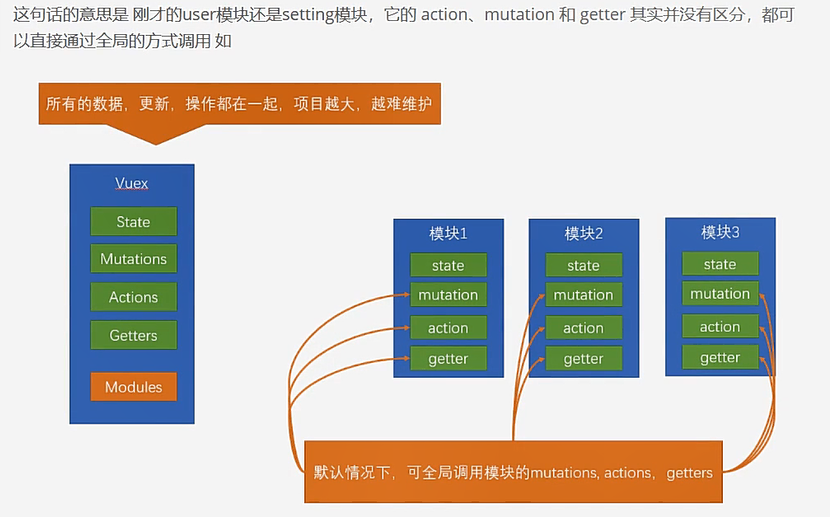 这句话的意思是 刚才的user模块还是setting模块，它的 action、mutation 和 getter 其实并没有区分，都可
以直接通过全局的方式调用 如
所有的数据，更新，操作都在一起，项目越大，越难维护
Vuex
State
Mutations
Actions
Getters
Modules
模块1
state
mutation
action
getter
模块2
state
mutation
action
getter
模块3
state
mutation
action
getter
默认情况下，可全局调用模块的mutations, actions，getters